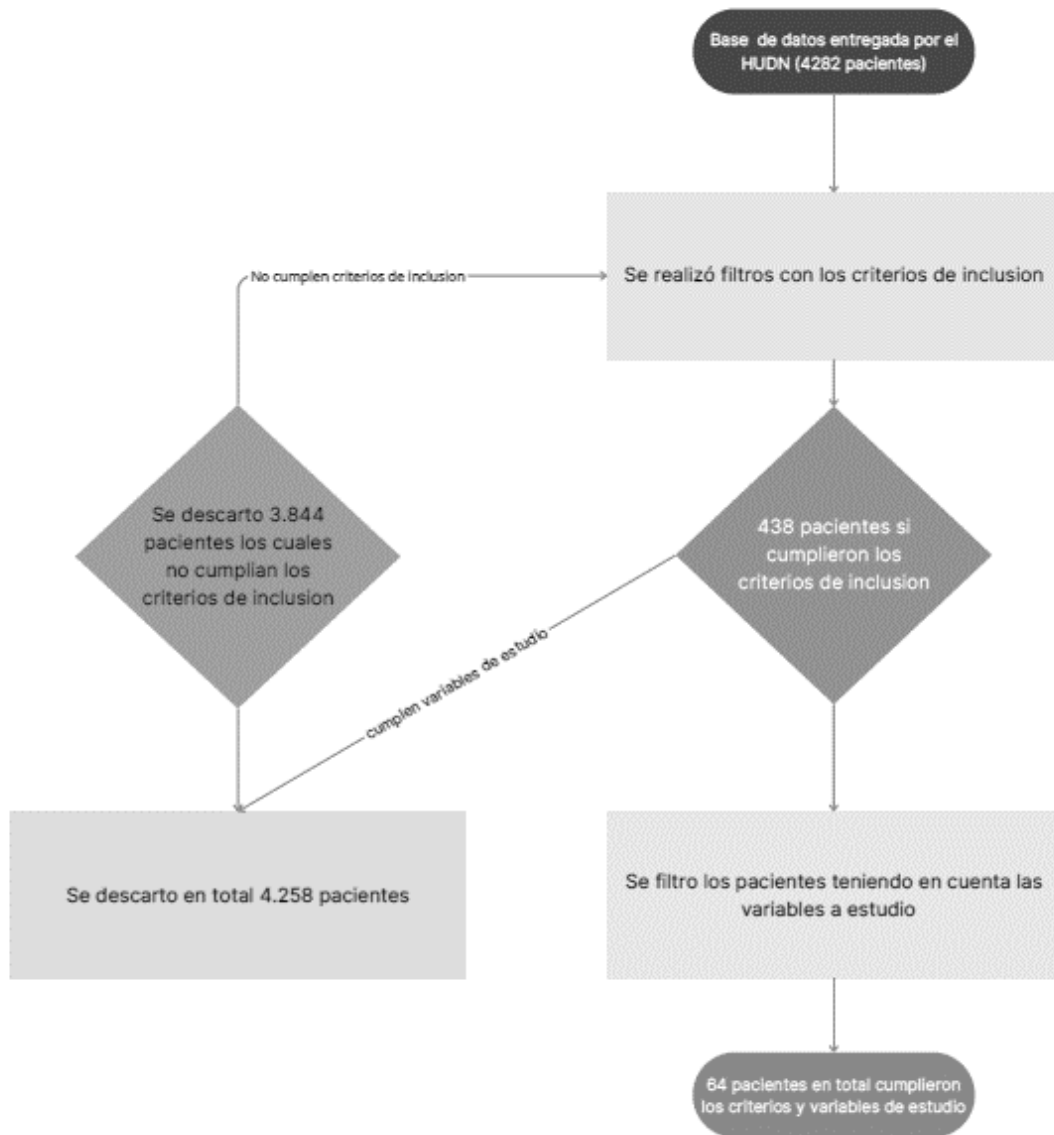 Base de datos entregada por el
HUDN (4282 pacientes)
No cumplen criterios de inclusion
Se realizó filtros con los criterios de inclusion
Se descarto 3.844
pacientes los cuales
no cumplian los
criterios de inclusion
438 pacientes si
cumplieron los
criterios de inclusion
cumplen variables de estudio
Se descarto en total 4.258 pacientes
Se filtro los pacientes teniendo en cuenta las
variables a estudio
64 pacientes en total cumplieron
los criterios y variables de estudio